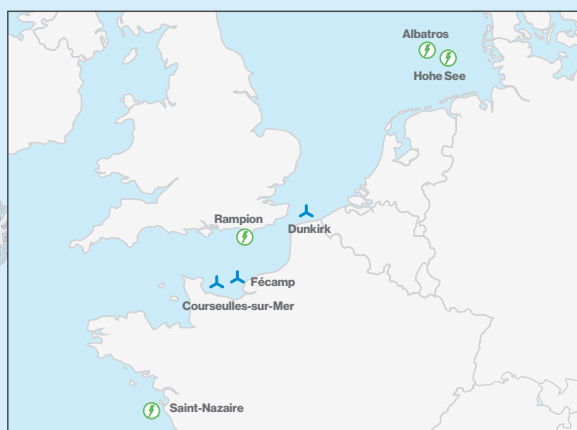 Albatros
Hohe See
Rampion
Dunkirk
Fécamp
Courseulles-sur-Mer
Saint-Nazaire